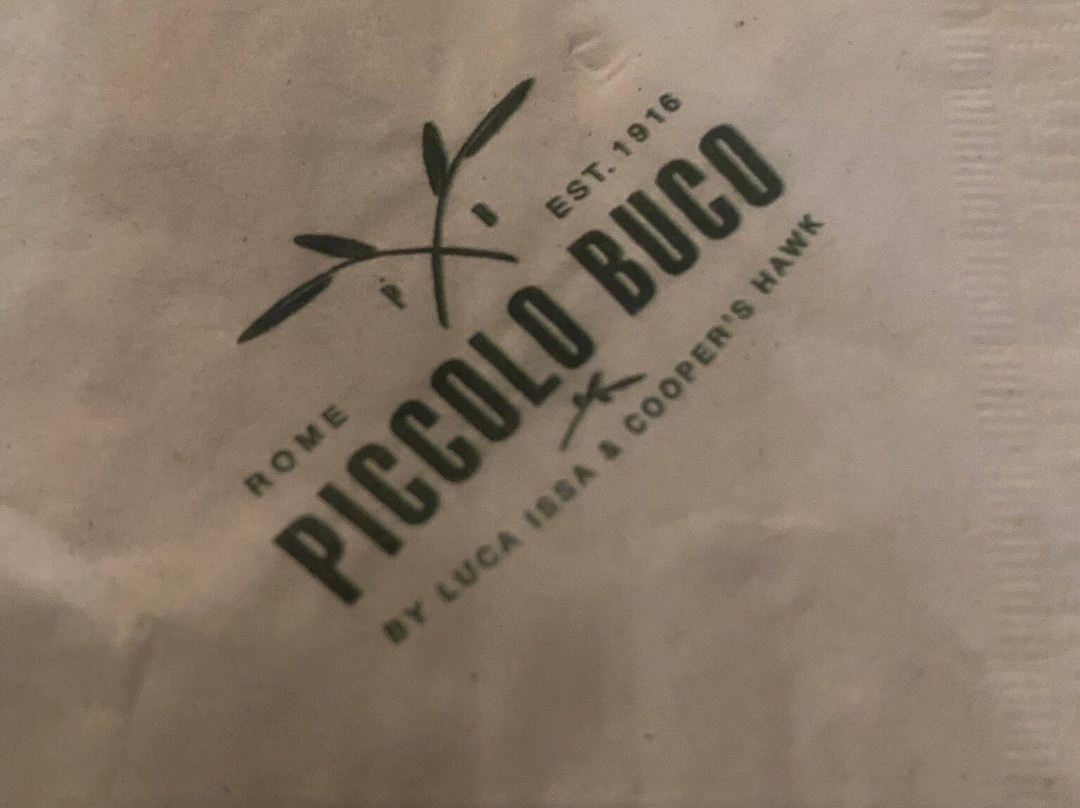 P B
ROME EST. 1916
PICCOLO BUCO
BY LUCA ISSA & COOPER'S HAWK